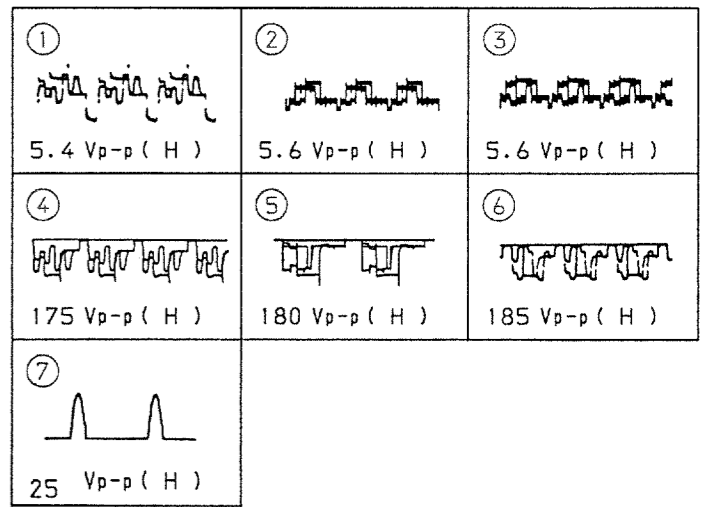 ① ② ③
5.4 Vp-p ( H ) 5.6 Vp-p ( H ) 5.6 Vp-p ( H )
④ ⑤ ⑥
175 Vp-p ( H ) 180 Vp-p ( H ) 185 Vp-p ( H )
⑦
25 Vp-p ( H )